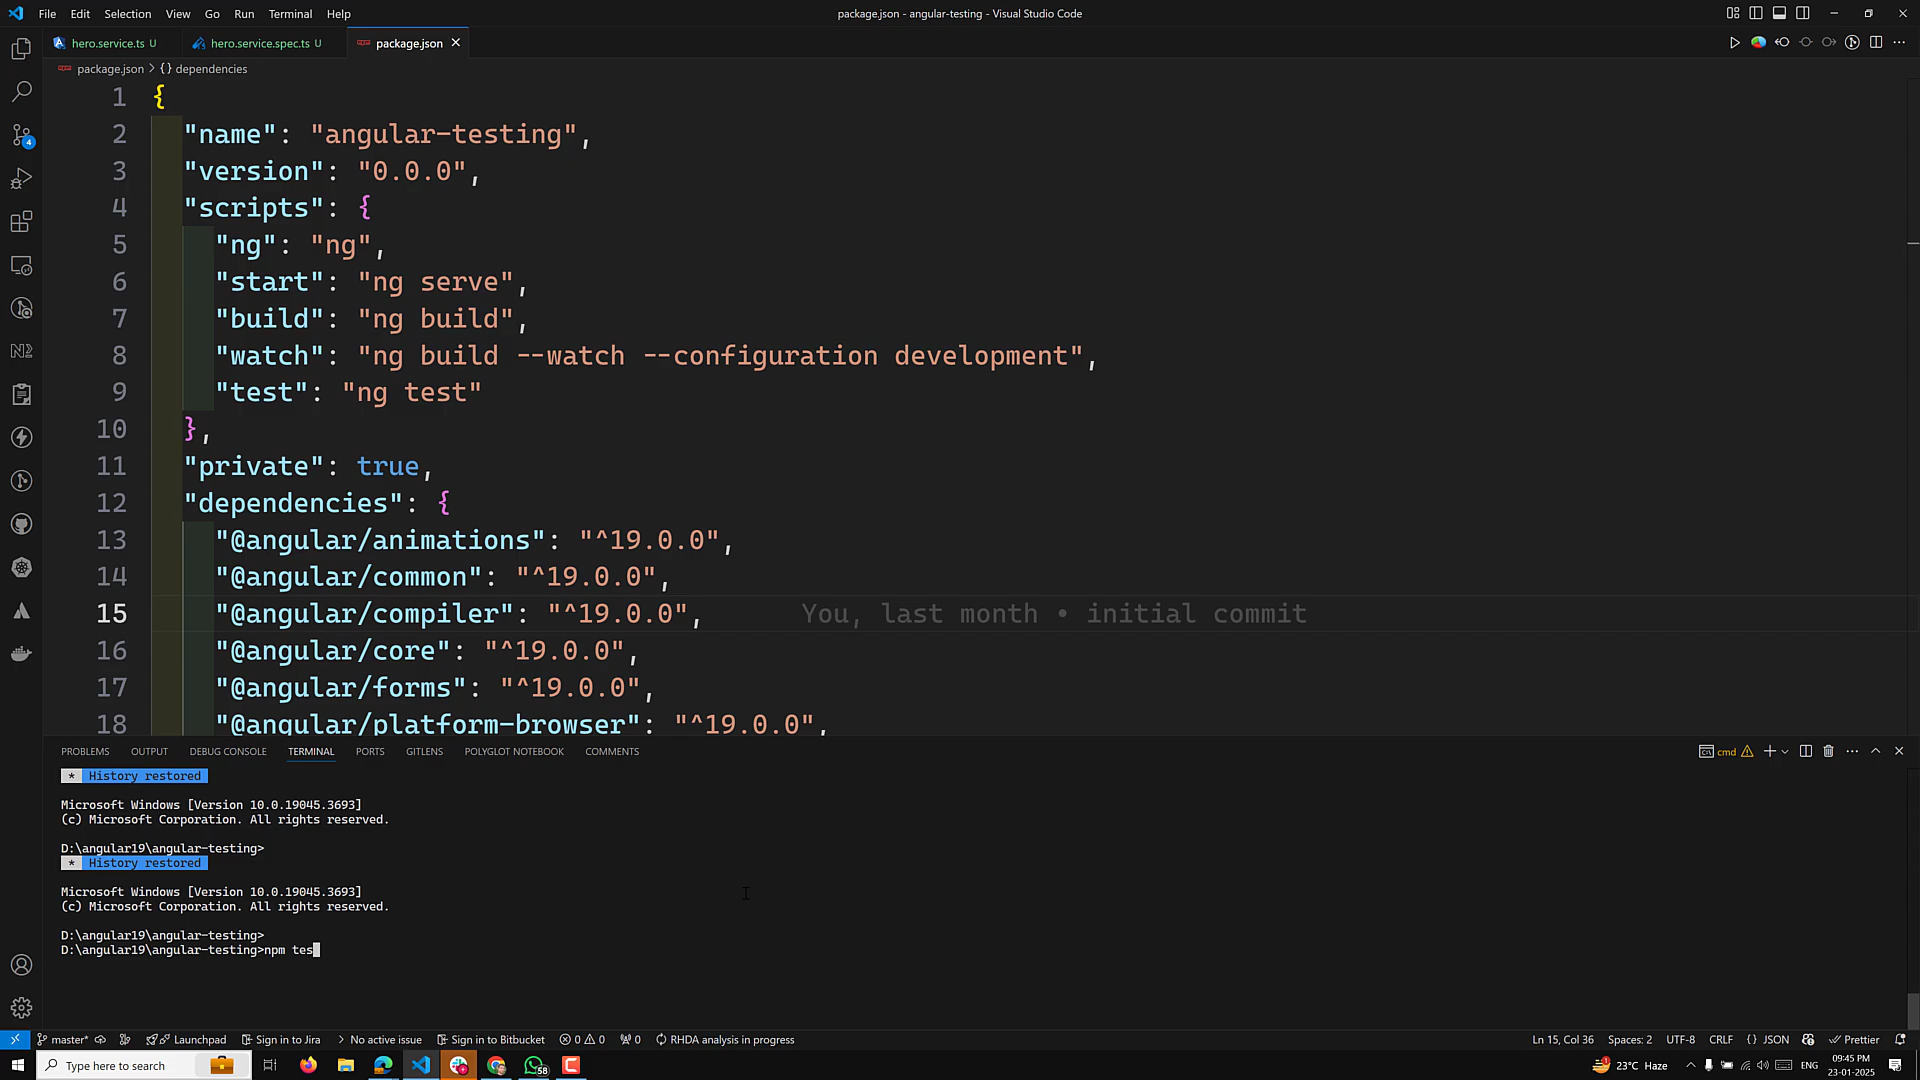 File Edit Selection View Go Run Terminal Help
package.json - angular-testing - Visual Studio Code
hero.service.ts U
hero.service.spec.ts U
package.json
package.json > {} dependencies
1 {
2 "name": "angular-testing",
3 "version": "0.0.0",
4 "scripts": {
5 "ng": "ng",
6 "start": "ng serve",
7 "build": "ng build",
8 "watch": "ng build --watch --configuration development",
9 "test": "ng test"
10 },
11 "private": true,
12 "dependencies": {
13 "@angular/animations": "^19.0.0",
14 "@angular/common": "^19.0.0",
15 "@angular/compiler": "^19.0.0", You, last month • initial commit
16 "@angular/core": "^19.0.0",
17 "@angular/forms": "^19.0.0",
18 "@angular/platform-browser": "^19.0.0",
4
PROBLEMS OUTPUT DEBUG CONSOLE TERMINAL PORTS GITLENS POLYGLOT NOTEBOOK COMMENTS
cmd
* History restored
Microsoft Windows [Version 10.0.19045.3693]
(c) Microsoft Corporation. All rights reserved.
D:\angular19\angular-testing>
* History restored
Microsoft Windows [Version 10.0.19045.3693]
(c) Microsoft Corporation. All rights reserved.
D:\angular19\angular-testing>
D:\angular19\angular-testing>npm tes
master* Launchpad Sign in to Jira No active issue Sign in to Bitbucket 0 0 0 RHDA analysis in progress
Ln 15, Col 36 Spaces: 2 UTF-8 CRLF {} JSON Prettier
Type here to search
58
23°C Haze
ENG
09:45 PM
23-01-2025